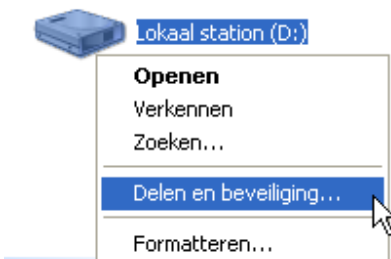 Lokaal station (D:)
Openen
Verkennen
Zoeken...
Delen en beveiliging...
Formatteren...